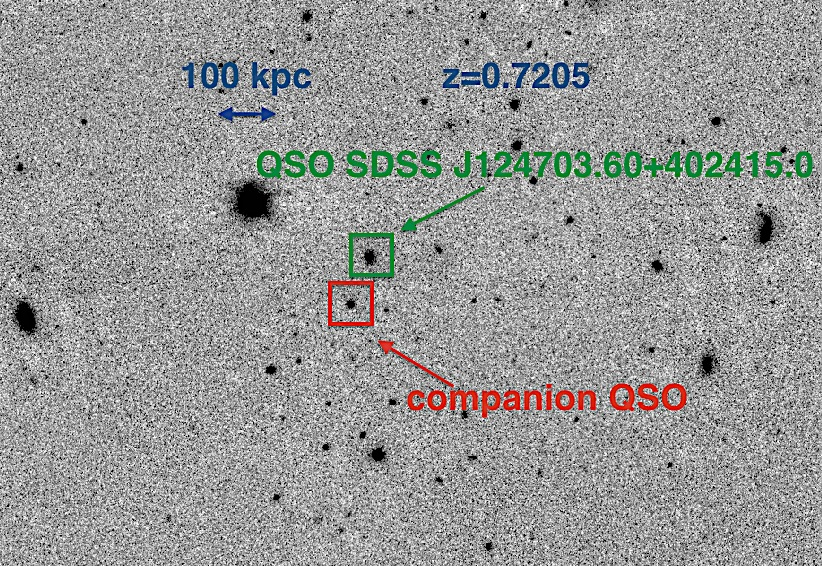 100 kpc z=0.7205
QSO SDSS J124703.60+402415.0
companion QSO